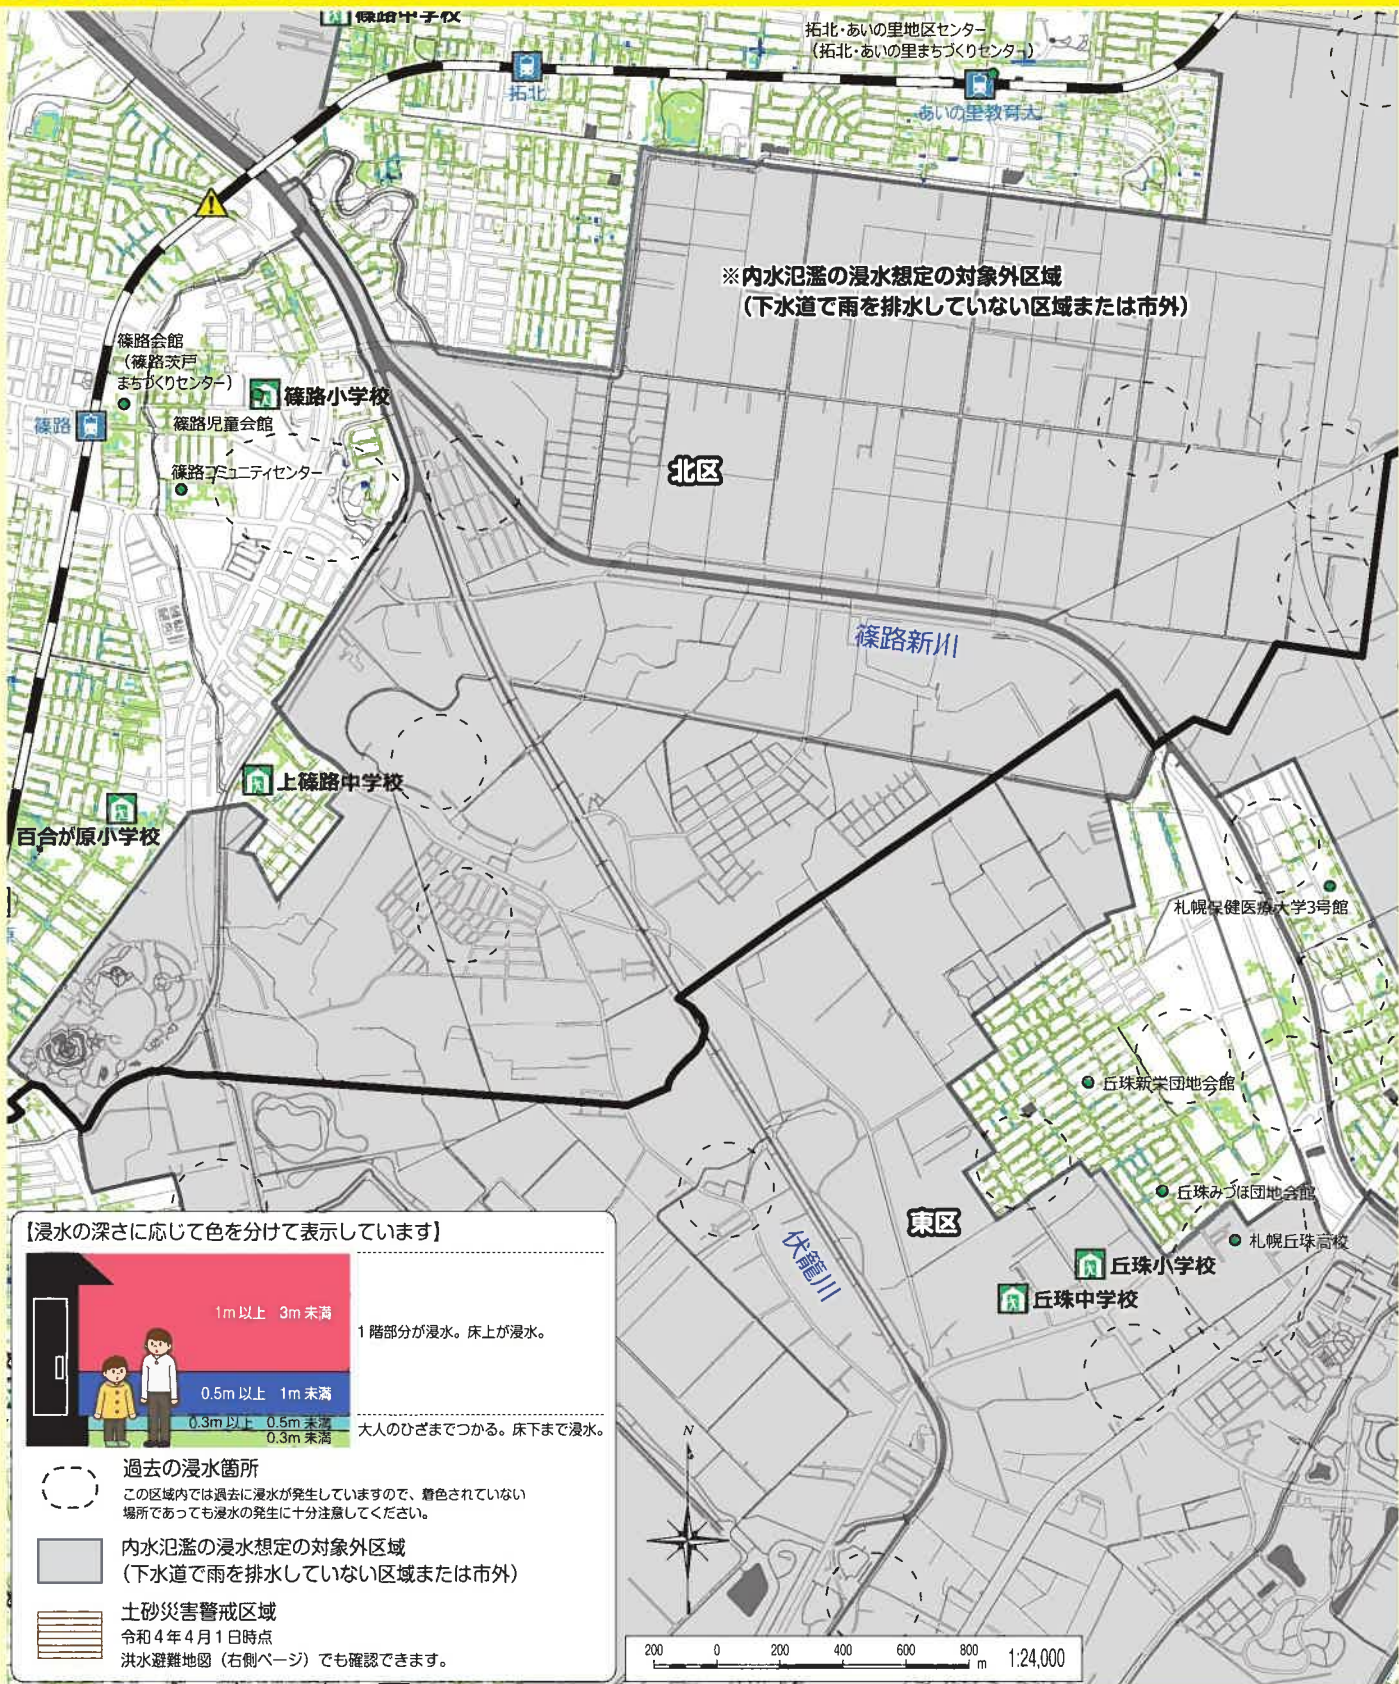 篠路中学校
拓北・あいの里地区センター
(拓北・あいの里まちづくりセンター)
拓北
あいの里教育大
※内水氾濫の浸水想定の対象外区域
(下水道で雨を排水していない区域または市外)
篠路会館
(篠路茨戸
まちづくりセンター)
篠路小学校
篠路
篠路児童会館
篠路コミュニティセンター
北区
篠路新川
上篠路中学校
百合が原小学校
札幌保健医療大学3号館
丘珠新栄団地会館
丘珠みづほ団地会館
東区
札幌丘珠高校
伏籠川
丘珠小学校
丘珠中学校
【浸水の深さに応じて色を分けて表示しています】
1m以上 3m未満
1階部分が浸水。床上が浸水。
0.5m以上 1m未満
0.3m以上 0.5m未満
0.3m未満
大人のひざまでつかる。床下まで浸水。
過去の浸水箇所
この区域内では過去に浸水が発生していますので、着色されていない
場所であっても浸水の発生に十分注意してください。
内水氾濫の浸水想定の対象外区域
(下水道で雨を排水していない区域または市外)
土砂災害警戒区域
令和4年4月1日時点
洪水避難地図(右側ページ)でも確認できます。
N
200 0 200 400 600 800 m 1:24,000